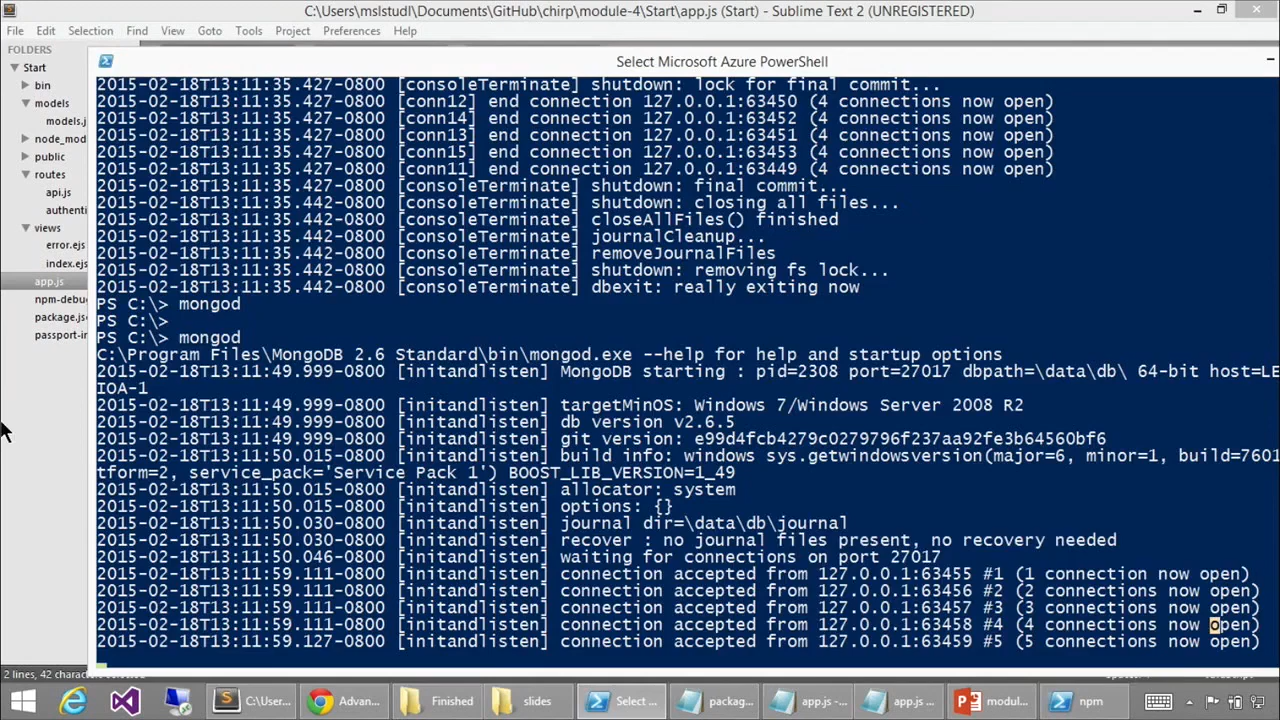 C:\Users\mslstudl\Documents\GitHub\chirp\module-4\Start\app.js (Start) - Sublime Text 2 (UNREGISTERED)
File Edit Selection Find View Goto Tools Project Preferences Help
FOLDERS
Start
bin
models
models.j
node_mod
public
routes
api.js
authenti
views
error.ejs
index.ejs
app.js
npm-debug
package.jso
passport-in
Select Microsoft Azure PowerShell
2015-02-18T13:11:35.427-0800 [consoleTerminate] shutdown: lock for final commit...
2015-02-18T13:11:35.427-0800 [conn12] end connection 127.0.0.1:63450 (4 connections now open)
2015-02-18T13:11:35.427-0800 [conn14] end connection 127.0.0.1:63452 (4 connections now open)
2015-02-18T13:11:35.427-0800 [conn13] end connection 127.0.0.1:63451 (4 connections now open)
2015-02-18T13:11:35.427-0800 [conn15] end connection 127.0.0.1:63453 (4 connections now open)
2015-02-18T13:11:35.427-0800 [conn11] end connection 127.0.0.1:63449 (4 connections now open)
2015-02-18T13:11:35.427-0800 [consoleTerminate] shutdown: final commit...
2015-02-18T13:11:35.442-0800 [consoleTerminate] shutdown: closing all files...
2015-02-18T13:11:35.442-0800 [consoleTerminate] closeAllFiles() finished
2015-02-18T13:11:35.442-0800 [consoleTerminate] journalCleanup...
2015-02-18T13:11:35.442-0800 [consoleTerminate] removeJournalFiles
2015-02-18T13:11:35.442-0800 [consoleTerminate] shutdown: removing fs lock...
2015-02-18T13:11:35.442-0800 [consoleTerminate] dbexit: really exiting now
PS C:\> mongod
PS C:\>
PS C:\> mongod
C:\Program Files\MongoDB 2.6 Standard\bin\mongod.exe --help for help and startup options
2015-02-18T13:11:49.999-0800 [initandlisten] MongoDB starting : pid=2308 port=27017 dbpath=\data\db\ 64-bit host=LE
IOA-1
2015-02-18T13:11:49.999-0800 [initandlisten] targetMinOS: Windows 7/Windows Server 2008 R2
2015-02-18T13:11:49.999-0800 [initandlisten] db version v2.6.5
2015-02-18T13:11:49.999-0800 [initandlisten] git version: e99d4fcb4279c0279796f237aa92fe3b64560bf6
2015-02-18T13:11:50.015-0800 [initandlisten] build info: windows sys.getwindowsversion(major=6, minor=1, build=7601
tform=2, service_pack='Service Pack 1') BOOST_LIB_VERSION=1_49
2015-02-18T13:11:50.015-0800 [initandlisten] allocator: system
2015-02-18T13:11:50.015-0800 [initandlisten] options: {}
2015-02-18T13:11:50.030-0800 [initandlisten] journal dir=\data\db\journal
2015-02-18T13:11:50.030-0800 [initandlisten] recover : no journal files present, no recovery needed
2015-02-18T13:11:50.046-0800 [initandlisten] waiting for connections on port 27017
2015-02-18T13:11:59.111-0800 [initandlisten] connection accepted from 127.0.0.1:63455 #1 (1 connection now open)
2015-02-18T13:11:59.111-0800 [initandlisten] connection accepted from 127.0.0.1:63456 #2 (2 connections now open)
2015-02-18T13:11:59.111-0800 [initandlisten] connection accepted from 127.0.0.1:63457 #3 (3 connections now open)
2015-02-18T13:11:59.111-0800 [initandlisten] connection accepted from 127.0.0.1:63458 #4 (4 connections now open)
2015-02-18T13:11:59.127-0800 [initandlisten] connection accepted from 127.0.0.1:63459 #5 (5 connections now open)
2 lines, 42 characters
C:\User... Advan... Finished slides Select ... packag... app.js -... app.js ... modul... npm